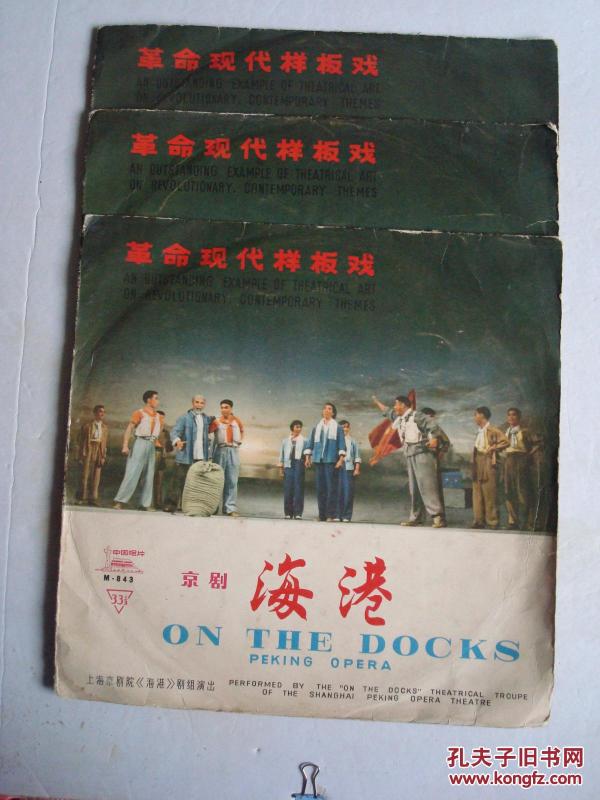 革命现代样板戏
AN OUTSTANDING EXAMPLE OF THEATRICAL ART
ON REVOLUTIONARY, CONTEMPORARY THEMES
革命现代样板戏
AN OUTSTANDING EXAMPLE OF THEATRICAL ART
ON REVOLUTIONARY, CONTEMPORARY THEMES
革命现代样板戏
AN OUTSTANDING EXAMPLE OF THEATRICAL ART
ON REVOLUTIONARY, CONTEMPORARY THEMES
中国唱片
M-843
33⅓
京剧 海港
ON THE DOCKS
PEKING OPERA
上海京剧院《海港》剧组演出
PERFORMED BY THE "ON THE DOCKS" THEATRICAL TROUPE
OF THE SHANGHAI PEKING OPERA THEATRE
孔夫子旧书网
www.kongfz.com